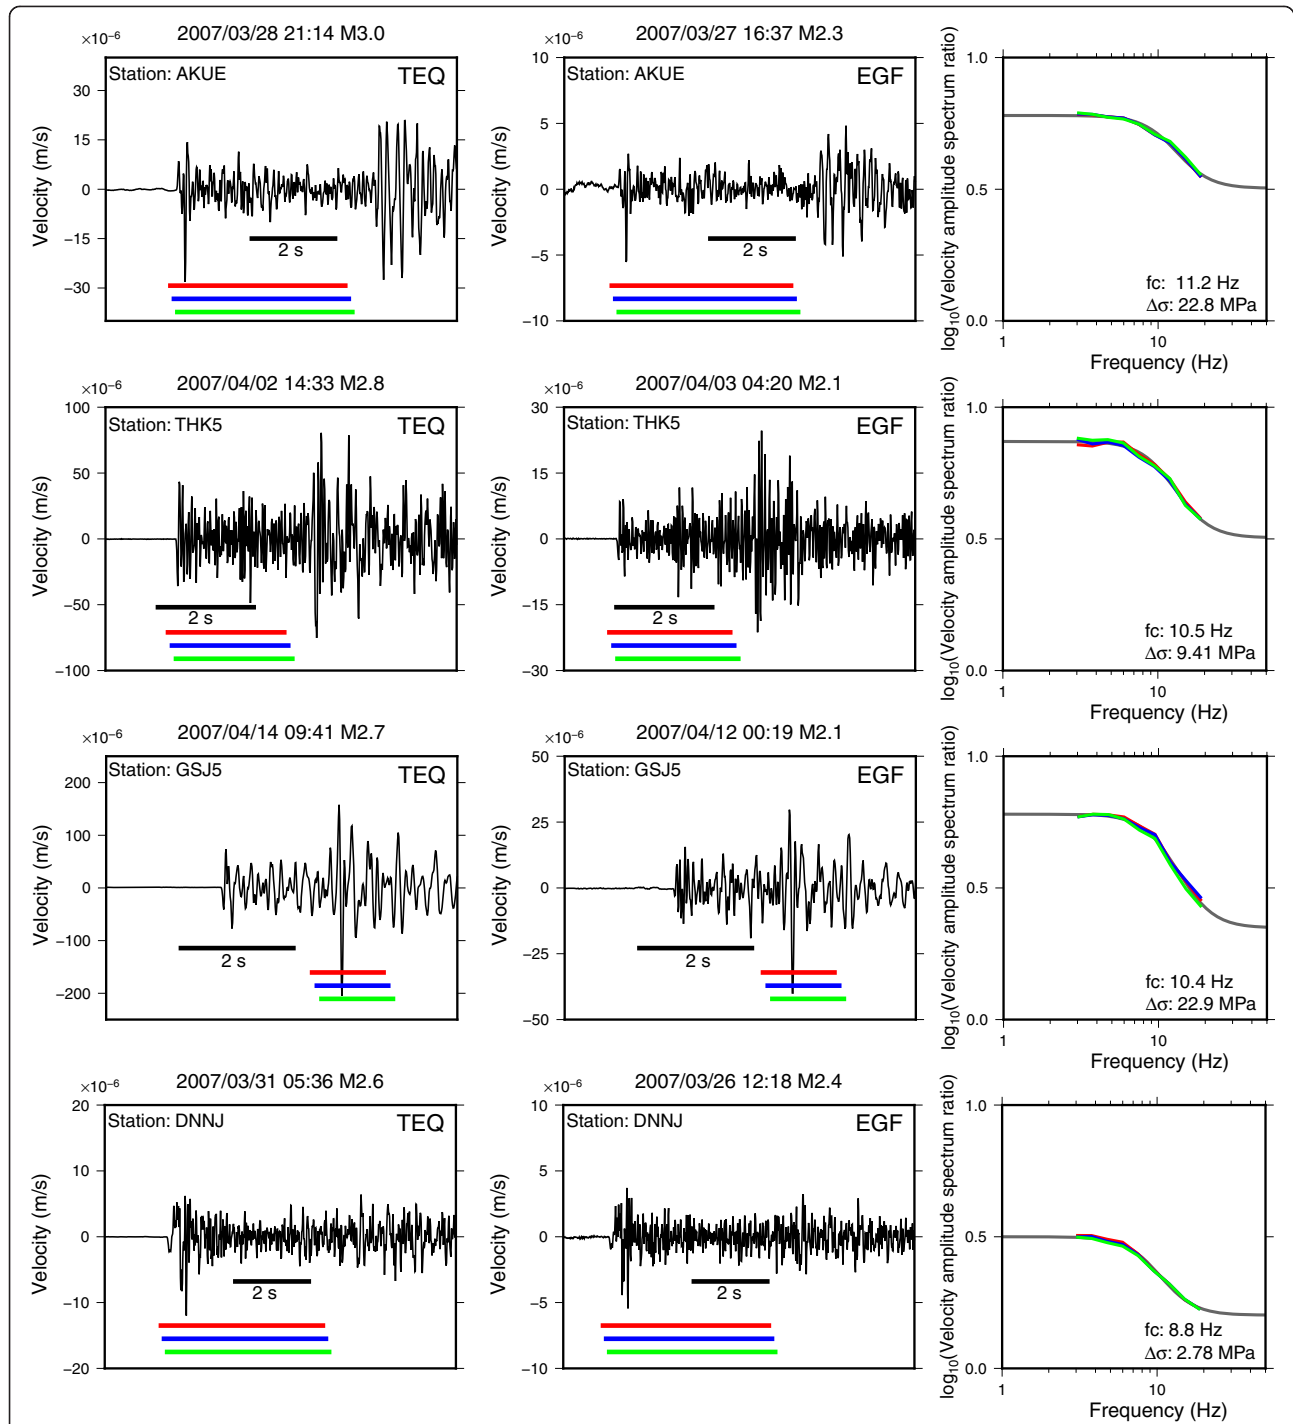 2007/03/28 21:14 M3.0
×10⁻⁶
Station: AKUE
TEQ
Velocity (m/s)
30
15
0
−15
−30
2 s
2007/03/27 16:37 M2.3
×10⁻⁶
Station: AKUE
EGF
Velocity (m/s)
10
5
0
−5
−10
2 s
log₁₀(Velocity amplitude spectrum ratio)
1.0
0.5
0.0
fc: 11.2 Hz
Δσ: 22.8 MPa
1
10
Frequency (Hz)
2007/04/02 14:33 M2.8
×10⁻⁶
Station: THK5
TEQ
Velocity (m/s)
100
50
0
−50
−100
2 s
2007/04/03 04:20 M2.1
×10⁻⁶
Station: THK5
EGF
Velocity (m/s)
30
15
0
−15
−30
2 s
log₁₀(Velocity amplitude spectrum ratio)
1.0
0.5
0.0
fc: 10.5 Hz
Δσ: 9.41 MPa
1
10
Frequency (Hz)
2007/04/14 09:41 M2.7
×10⁻⁶
Station: GSJ5
TEQ
Velocity (m/s)
200
100
0
−100
−200
2 s
2007/04/12 00:19 M2.1
×10⁻⁶
Station: GSJ5
EGF
Velocity (m/s)
50
25
0
−25
−50
2 s
log₁₀(Velocity amplitude spectrum ratio)
1.0
0.5
0.0
fc: 10.4 Hz
Δσ: 22.9 MPa
1
10
Frequency (Hz)
2007/03/31 05:36 M2.6
×10⁻⁶
Station: DNNJ
TEQ
Velocity (m/s)
20
10
0
−10
−20
2 s
2007/03/26 12:18 M2.4
×10⁻⁶
Station: DNNJ
EGF
Velocity (m/s)
10
5
0
−5
−10
2 s
log₁₀(Velocity amplitude spectrum ratio)
1.0
0.5
0.0
fc: 8.8 Hz
Δσ: 2.78 MPa
1
10
Frequency (Hz)